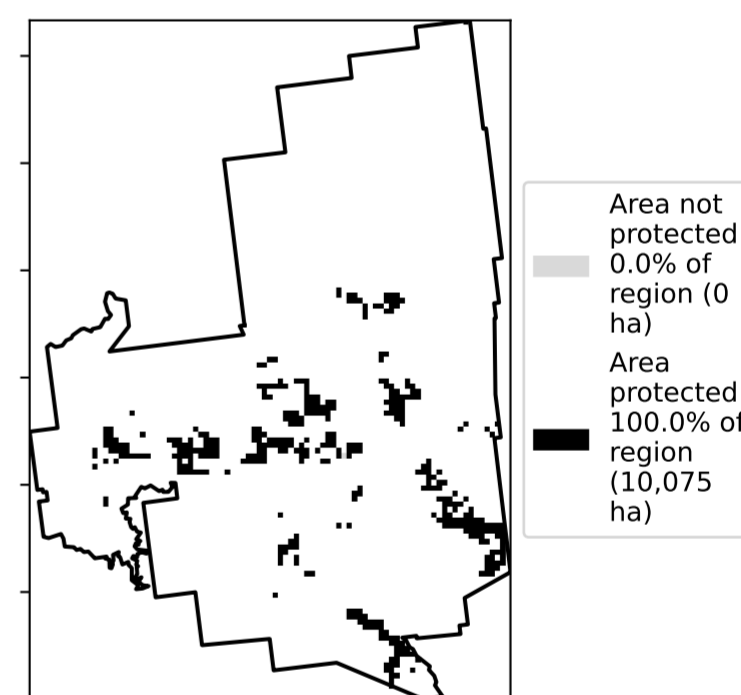 Area not
protected
0.0% of
region (0
ha)
Area
protected
100.0% of
region
(10,075
ha)